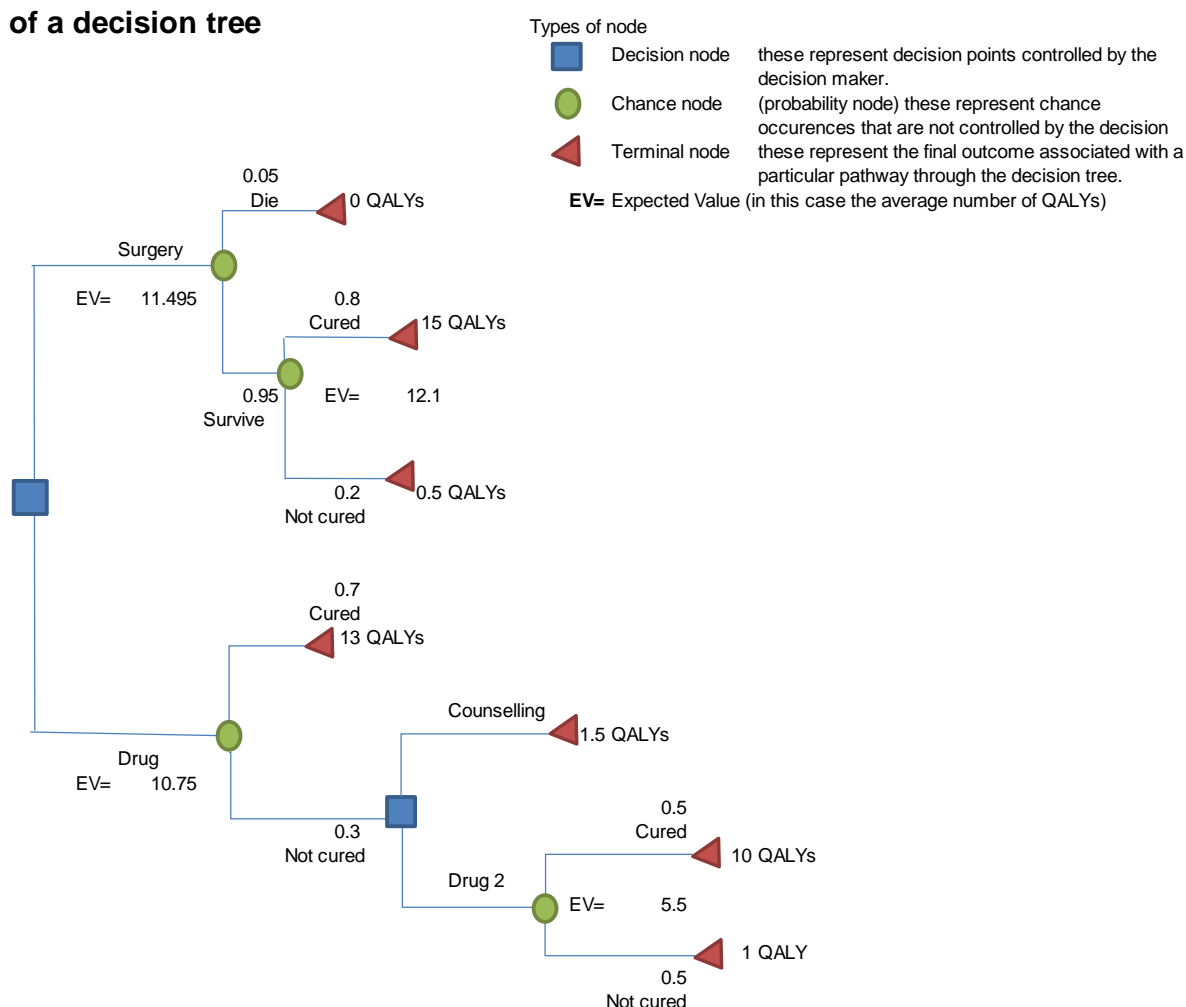 of a decision tree
Types of node
Decision node these represent decision points controlled by the
decision maker.
Chance node (probability node) these represent chance
occurences that are not controlled by the decision
Terminal node these represent the final outcome associated with a
particular pathway through the decision tree.
EV= Expected Value (in this case the average number of QALYs)
0.05
Die
0 QALYs
Surgery
EV= 11.495
0.8
Cured
15 QALYs
0.95
Survive
EV= 12.1
0.2
Not cured
0.5 QALYs
0.7
Cured
13 QALYs
Drug
EV= 10.75
0.3
Not cured
Counselling
1.5 QALYs
Drug 2
0.5
Cured
10 QALYs
EV= 5.5
1 QALY
0.5
Not cured